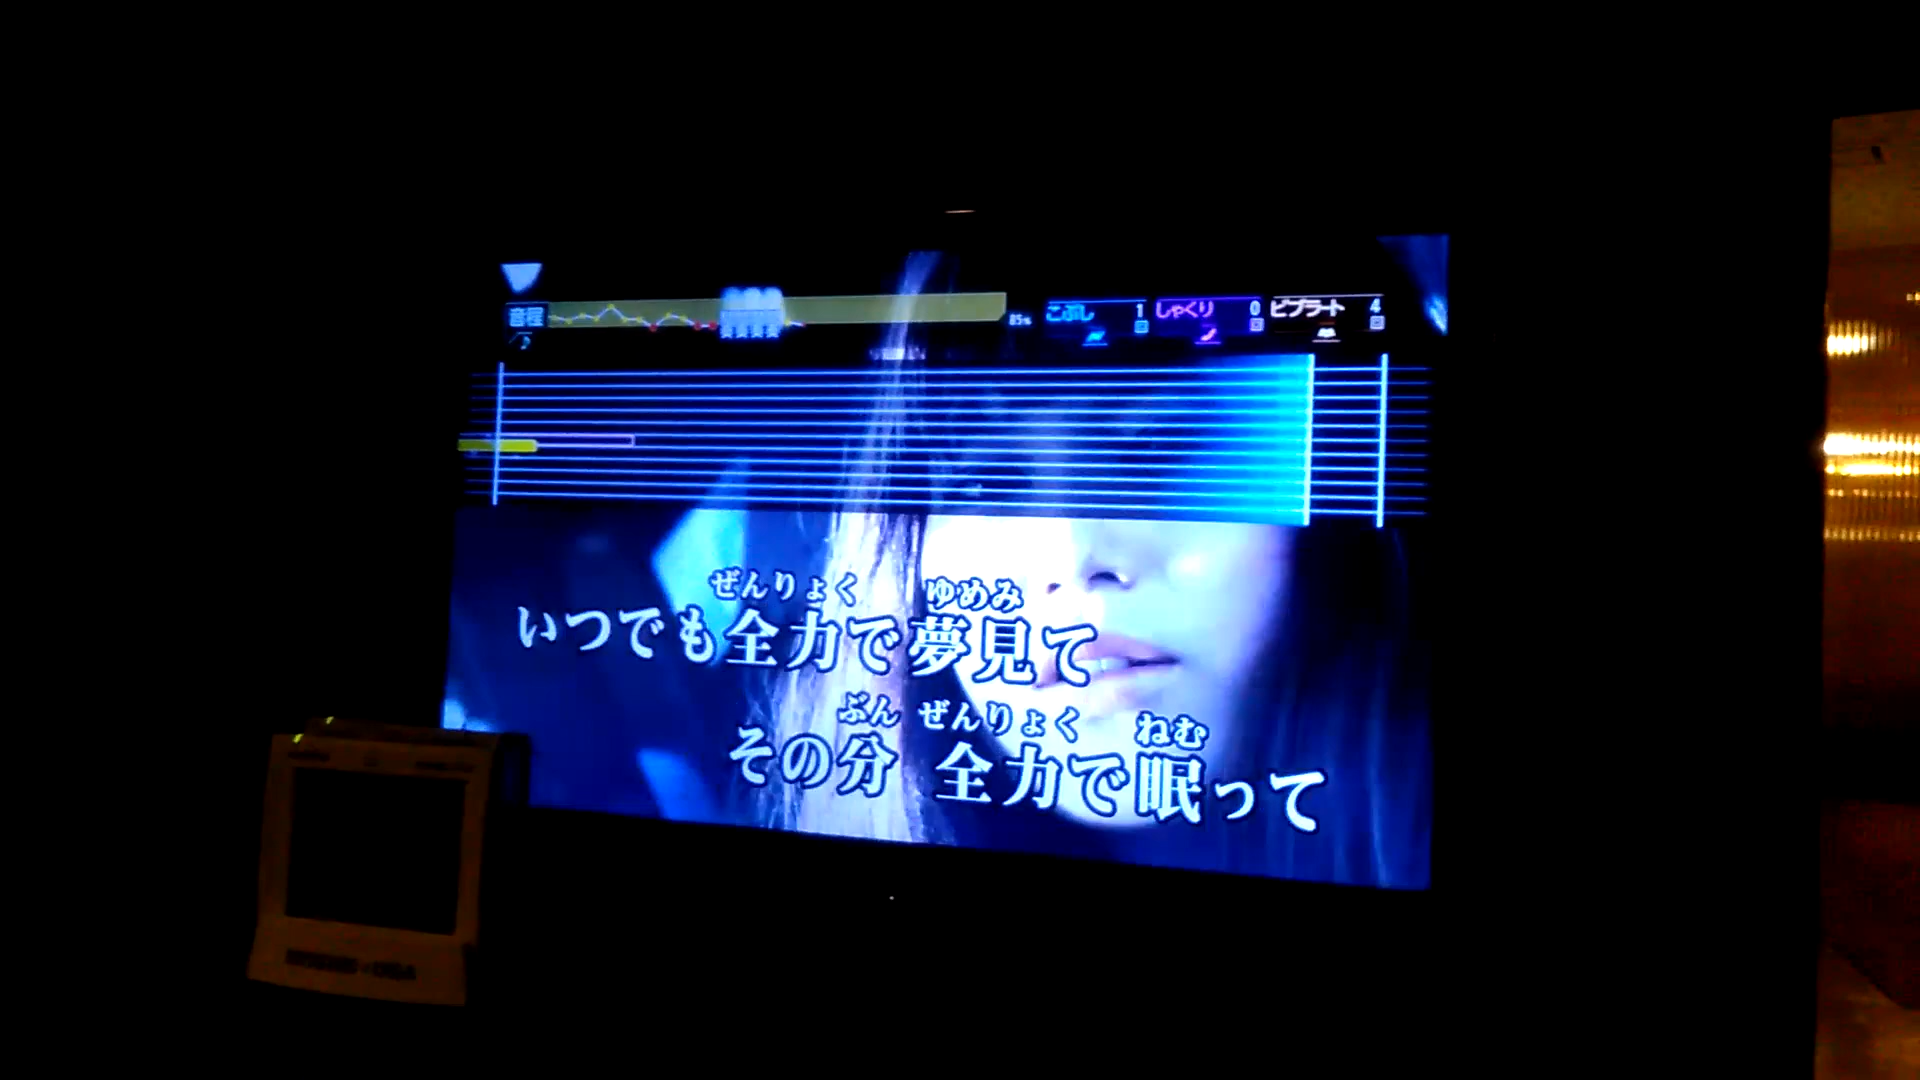 音程
85%
こぶし 1
しゃくり 0
ビブラート 4
ぜんりょく ゆめみ
いつでも全力で夢見て
ぶん ぜんりょく ねむ
その分 全力で眠って